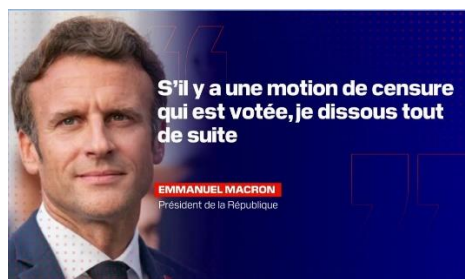 S'il y a une motion de censure
qui est votée, je dissous tout
de suite
EMMANUEL MACRON
Président de la République